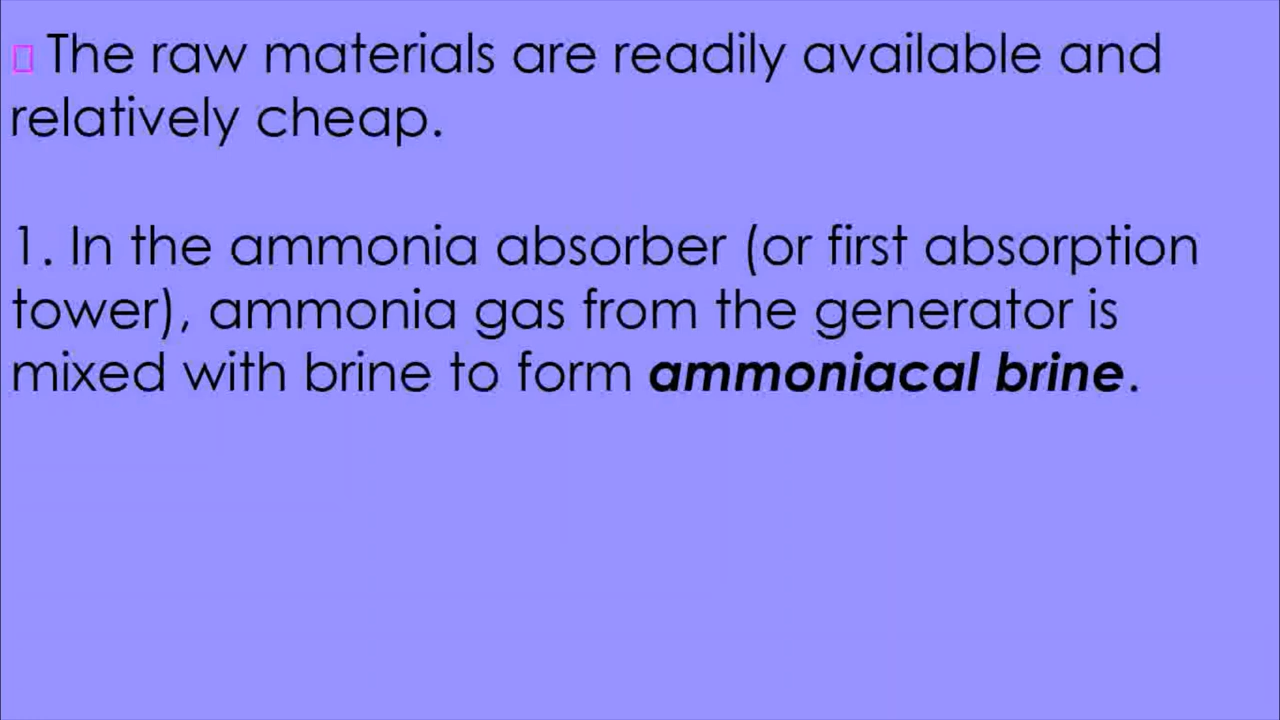 The raw materials are readily available and
relatively cheap.
1. In the ammonia absorber (or first absorption
tower), ammonia gas from the generator is
mixed with brine to form ammoniacal brine.